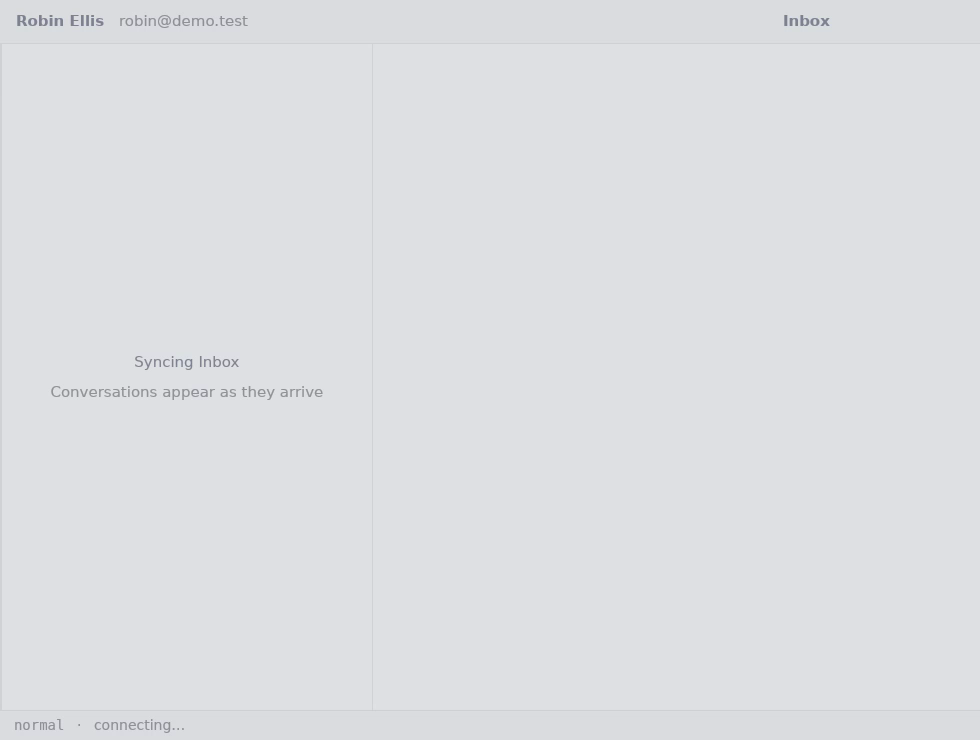 Robin Ellis robin@demo.test Inbox
Syncing Inbox
Conversations appear as they arrive
normal · connecting…